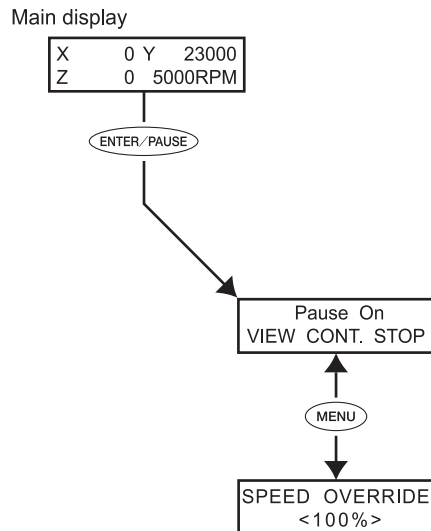 Main display
X 0 Y 23000
Z 0 5000RPM
ENTER/PAUSE
Pause On
VIEW CONT. STOP
MENU
SPEED OVERRIDE
<100%>